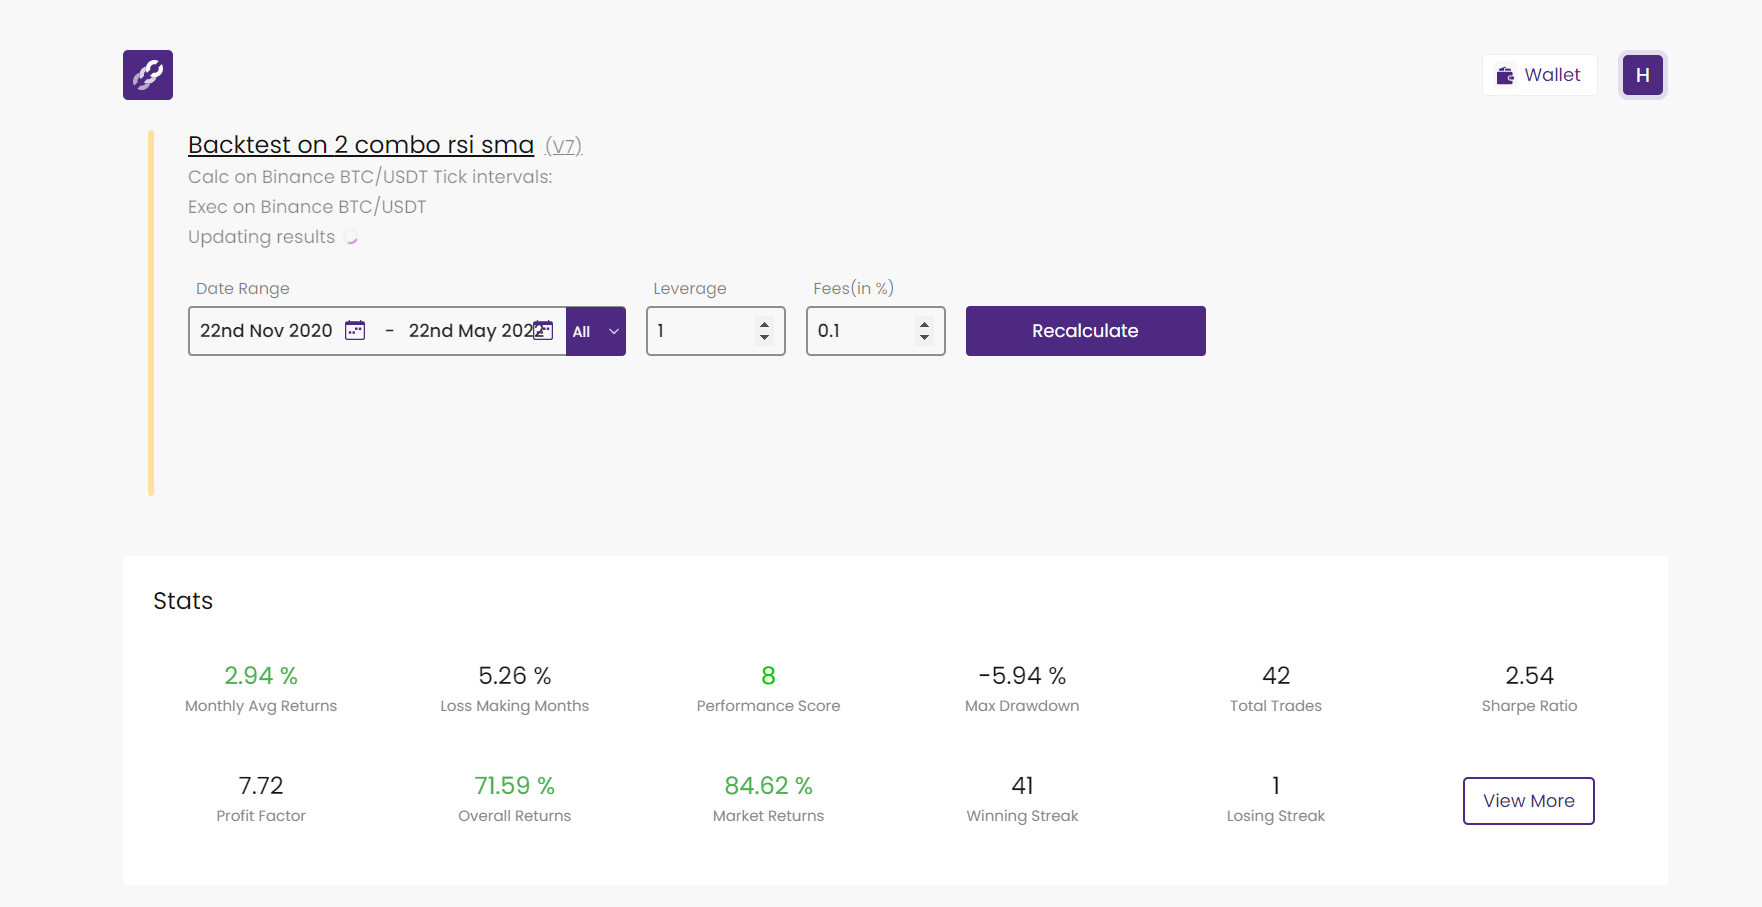 Wallet
H
Backtest on 2 combo rsi sma (V7)
Calc on Binance BTC/USDT Tick intervals:
Exec on Binance BTC/USDT
Updating results
Date Range
Leverage
Fees(in %)
22nd Nov 2020 - 22nd May 2022 All
1
0.1
Recalculate
Stats
2.94 %
Monthly Avg Returns
5.26 %
Loss Making Months
8
Performance Score
-5.94 %
Max Drawdown
42
Total Trades
2.54
Sharpe Ratio
7.72
Profit Factor
71.59 %
Overall Returns
84.62 %
Market Returns
41
Winning Streak
1
Losing Streak
View More